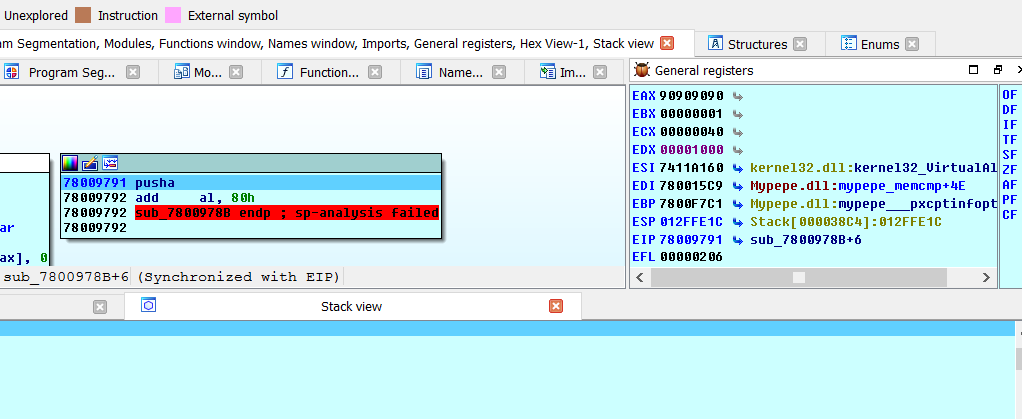 Unexplored Instruction External symbol
am Segmentation, Modules, Functions window, Names window, Imports, General registers, Hex View-1, Stack view Structures Enums
Program Seg... Mo... Function... Name... Im... General registers
EAX 90909090
EBX 00000001
ECX 00000040
EDX 00001000
ESI 7411A160 kernel32.dll:kernel32_VirtualAl
EDI 780015C9 Mypepe.dll:mypepe_memcmp+4E
EBP 7800F7C1 Mypepe.dll:mypepe___pxcptinfopt
ESP 012FFE1C Stack[000038C4]:012FFE1C
EIP 78009791 sub_7800978B+6
EFL 00000206
OF
DF
IF
TF
SF
ZF
AF
PF
CF
78009791 pusha
78009792 add al, 80h
78009792 sub_7800978B endp ; sp-analysis failed
78009792
ar
ax], 0
sub_7800978B+6 (Synchronized with EIP)
Stack view